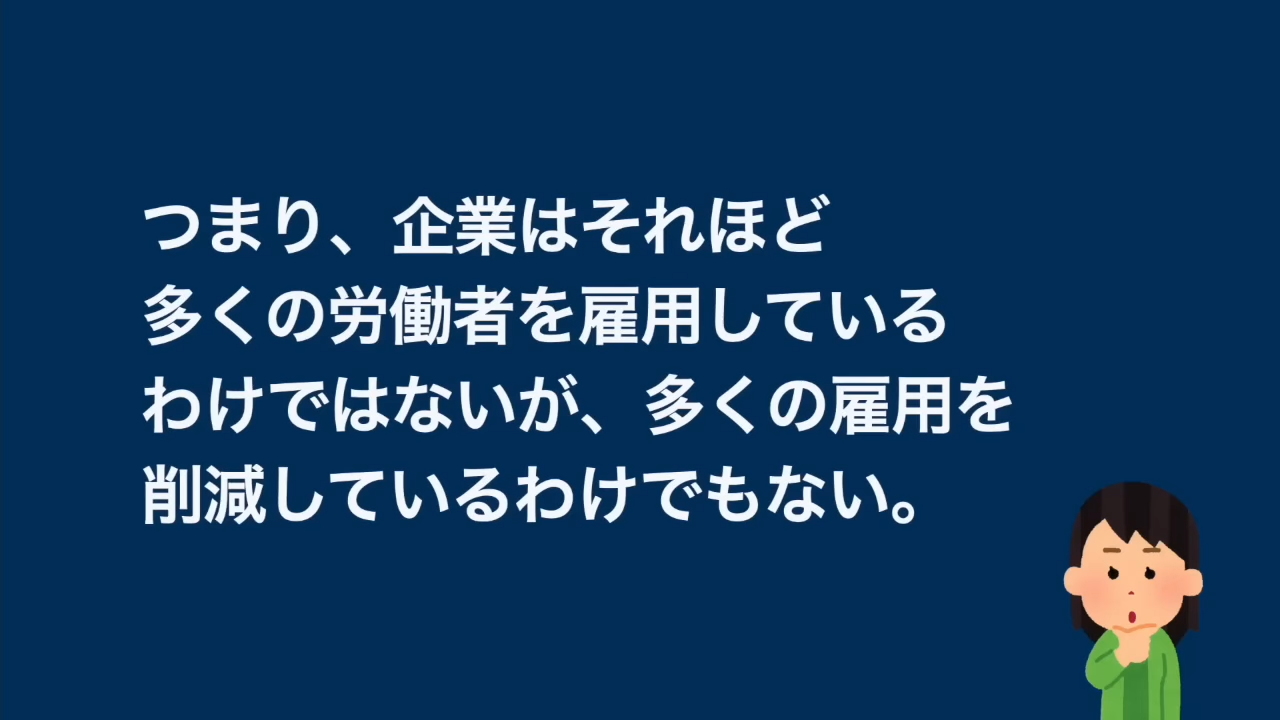 つまり、企業はそれほど
多くの労働者を雇用している
わけではないが、多くの雇用を
削減しているわけでもない。